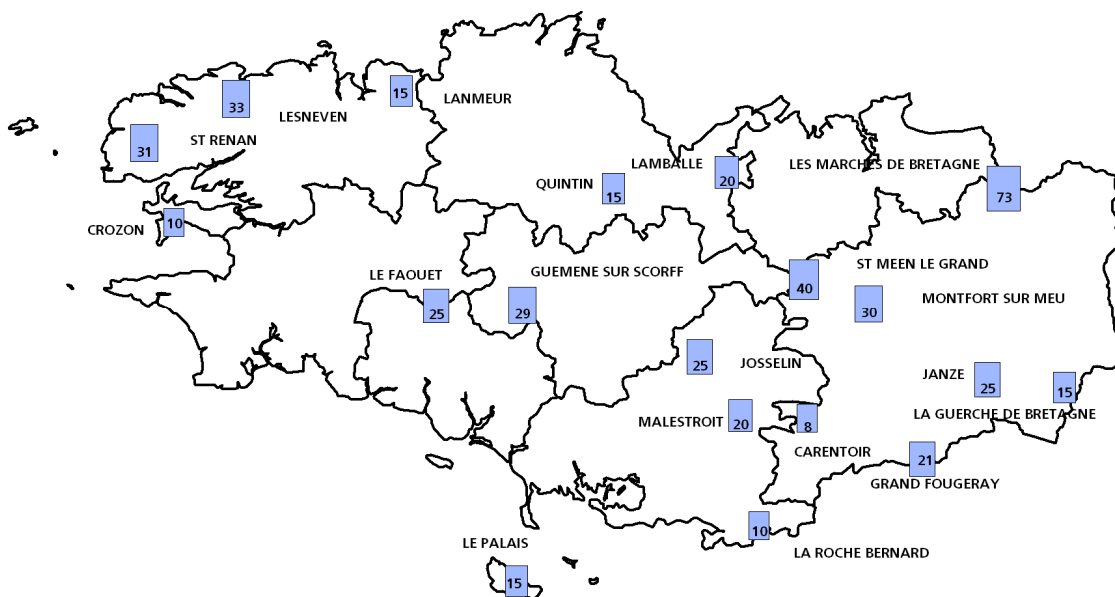 15
LANMEUR
33
LESNEVEN
31
ST RENAN
LAMBALLE
20
LES MARCHES DE BRETAGNE
73
QUINTIN
15
CROZON
10
ST MEEN LE GRAND
40
LE FAOUET
25
GUEMENE SUR SCORFF
29
30
MONTFORT SUR MEU
25
JOSSELIN
JANZE
25
15
LA GUERCHE DE BRETAGNE
MALESTROIT
20
8
CARENTOIR
21
GRAND FOUGERAY
10
LA ROCHE BERNARD
LE PALAIS
15